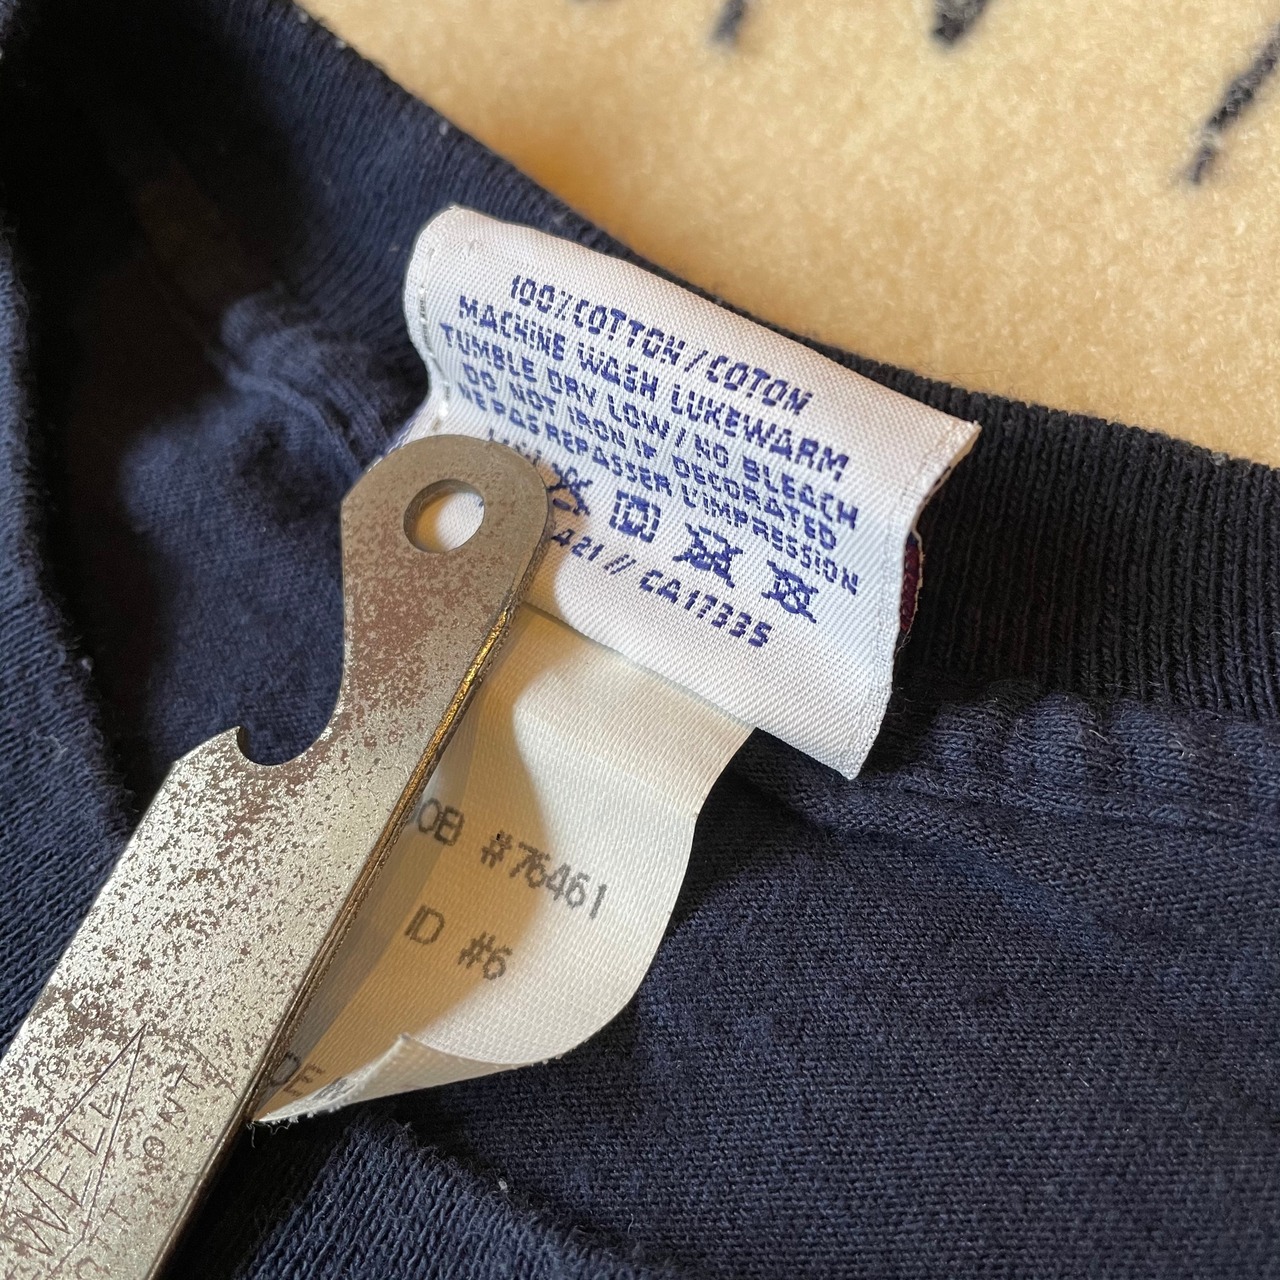 100% COTTON / COTON
MACHINE WASH LUKEWARM
TUMBLE DRY LOW / NO BLEACH
DO NOT IRON IF DECORATED
NE PAS REPASSER L'IMPRESSION
421 // CA17335
#76461
ID #6